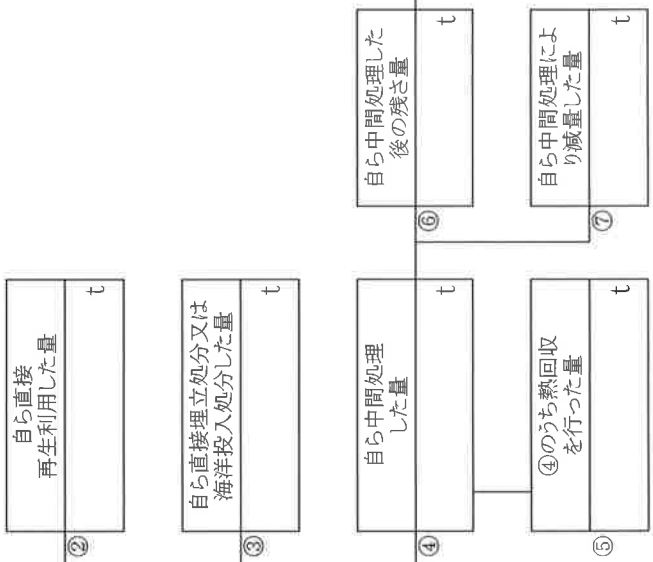 ②
自ら直接
再生利用した量
t
③
自ら直接埋立処分又は
海洋投入処分した量
t
④
自ら中間処理
した量
t
⑤
④のうち熱回収
を行った量
t
⑥
自ら中間処理した
後の残さ量
t
⑦
自ら中間処理によ
り減量した量
t